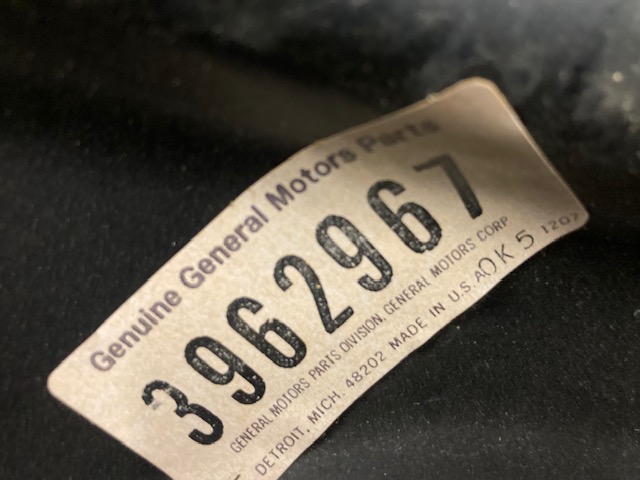 Genuine General Motors Parts
3962967
GENERAL MOTORS PARTS DIVISION, GENERAL MOTORS CORP
DETROIT, MICH. 48202 MADE IN U.S.A. OK 5 1207